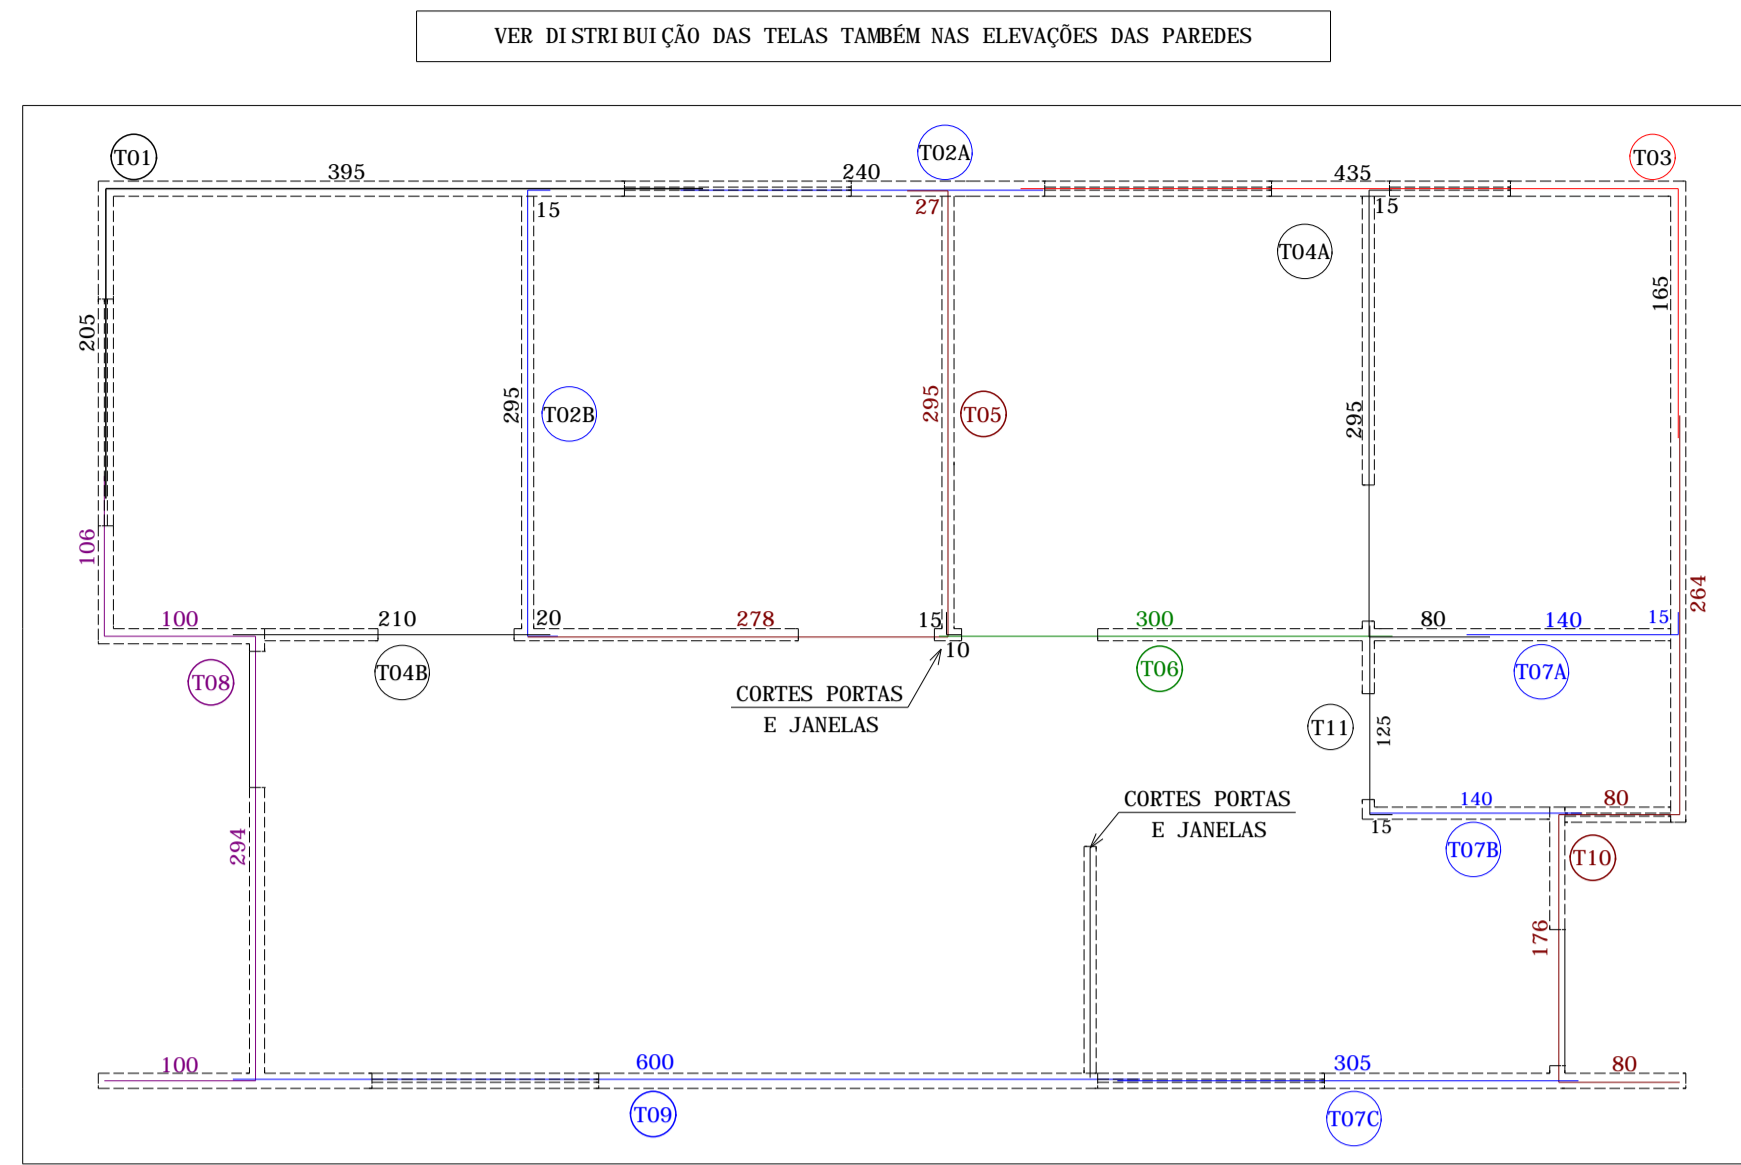 VER DISTRIBUIÇÃO DAS TELAS TAMBÉM NAS ELEVAÇÕES DAS PAREDES
T01
T02A
T03
395
240
435
15
27
15
T04A
205
165
295
T02B
295
T05
295
106
264
100
210
20
278
15
300
80
140
15
10
T08
T04B
T06
T07A
CORTES PORTAS
E JANELAS
T11
125
CORTES PORTAS
E JANELAS
140
80
15
294
T07B
T10
176
100
600
305
80
T09
T07C